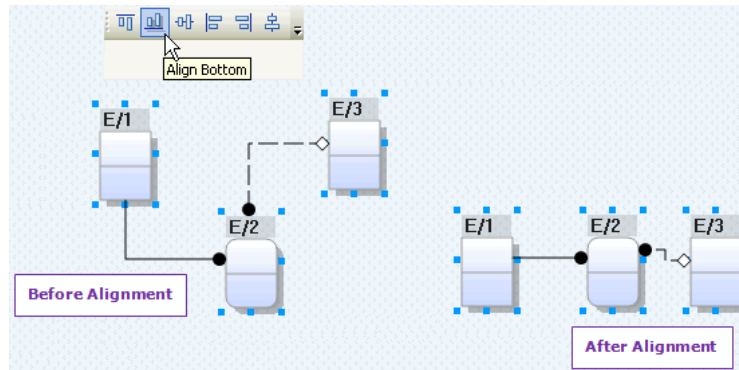 Align Bottom
E/1
E/3
E/2
Before Alignment
E/1
E/2
E/3
After Alignment